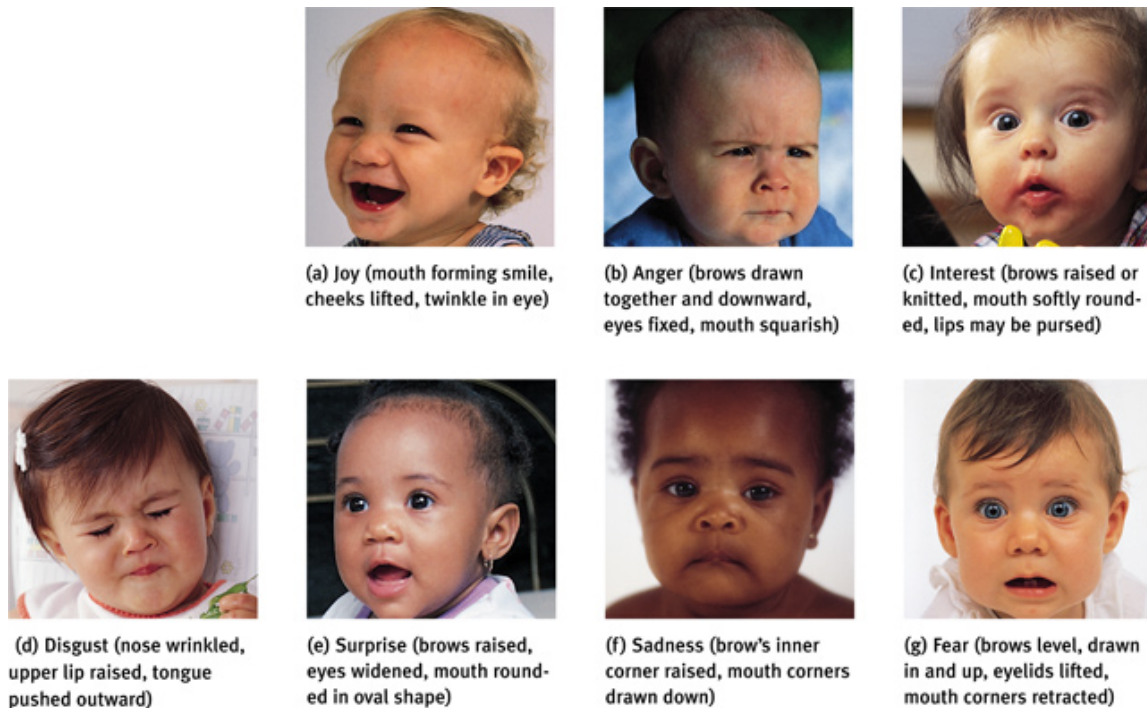 (a) Joy (mouth forming smile,
cheeks lifted, twinkle in eye)
(b) Anger (brows drawn
together and downward,
eyes fixed, mouth squarish)
(c) Interest (brows raised or
knitted, mouth softly round-
ed, lips may be pursed)
(d) Disgust (nose wrinkled,
upper lip raised, tongue
pushed outward)
(e) Surprise (brows raised,
eyes widened, mouth round-
ed in oval shape)
(f) Sadness (brow's inner
corner raised, mouth corners
drawn down)
(g) Fear (brows level, drawn
in and up, eyelids lifted,
mouth corners retracted)